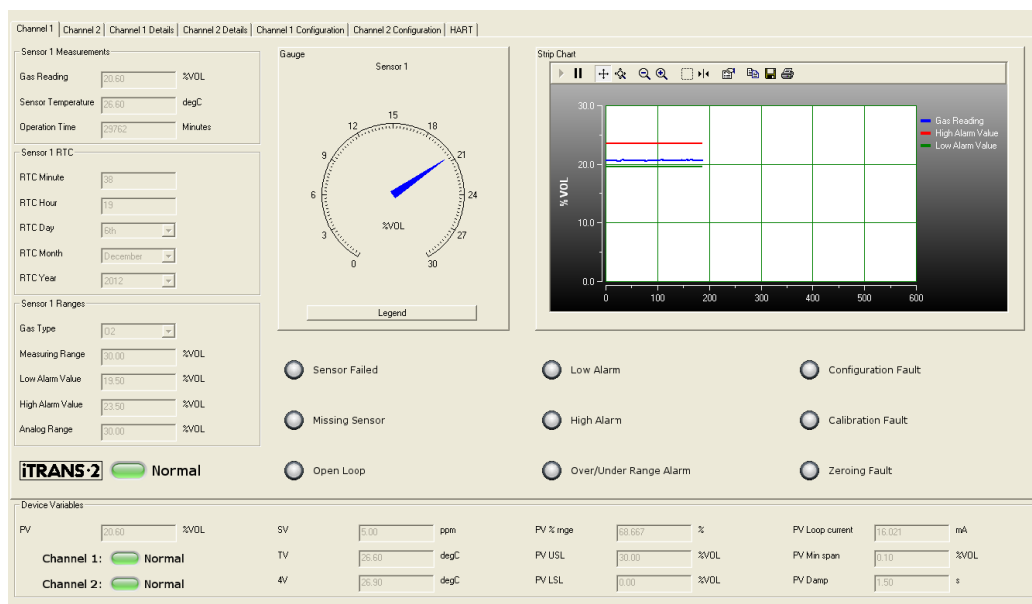 Channel 1 Channel 2 Channel 1 Details Channel 2 Details Channel 1 Configuration Channel 2 Configuration HART
Sensor 1 Measurements
Gas Reading 20.60 %VOL
Sensor Temperature 26.60 degC
Operation Time 29762 Minutes
Sensor 1 RTC
RTC Minute 38
RTC Hour 19
RTC Day 6th
RTC Month December
RTC Year 2012
Sensor 1 Ranges
Gas Type O2
Measuring Range 30.00 %VOL
Low Alarm Value 19.50 %VOL
High Alarm Value 23.50 %VOL
Analog Range 30.00 %VOL
iTRANS·2 Normal
Gauge
Sensor 1
0 3 6 9 12 15 18 21 24 27 30
%VOL
Legend
Strip Chart
30.0
20.0
10.0
0.0
% VOL
0 100 200 300 400 500 600
Gas Reading
High Alarm Value
Low Alarm Value
Sensor Failed Low Alarm Configuration Fault
Missing Sensor High Alarm Calibration Fault
Open Loop Over/Under Range Alarm Zeroing Fault
Device Variables
PV 20.60 %VOL SV 5.00 ppm PV % rnge 68.667 % PV Loop current 16.021 mA
Channel 1: Normal TV 26.60 degC PV USL 30.00 %VOL PV Min span 0.10 %VOL
Channel 2: Normal 4V 26.90 degC PV LSL 0.00 %VOL PV Damp 1.50 s